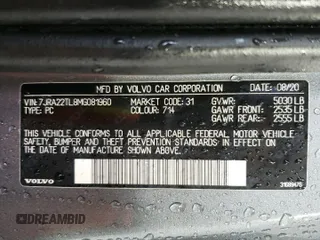 MFD BY VOLVO CAR CORPORATION 08/20
VIN: 7JRA22TL8MG081960 MARKET CODE: 31 GVWR: 5030 LB
TYPE: PC COLOUR: 714 GAWR FRONT: 2535 LB
GAWR REAR: 2555 LB
THIS VEHICLE CONFORMS TO ALL APPLICABLE FEDERAL MOTOR VEHICLE
SAFETY, BUMPER AND THEFT PREVENTION STANDARDS IN EFFECT ON
THE DATE OF MANUFACTURE SHOWN ABOVE.
VOLVO
DREAMBID